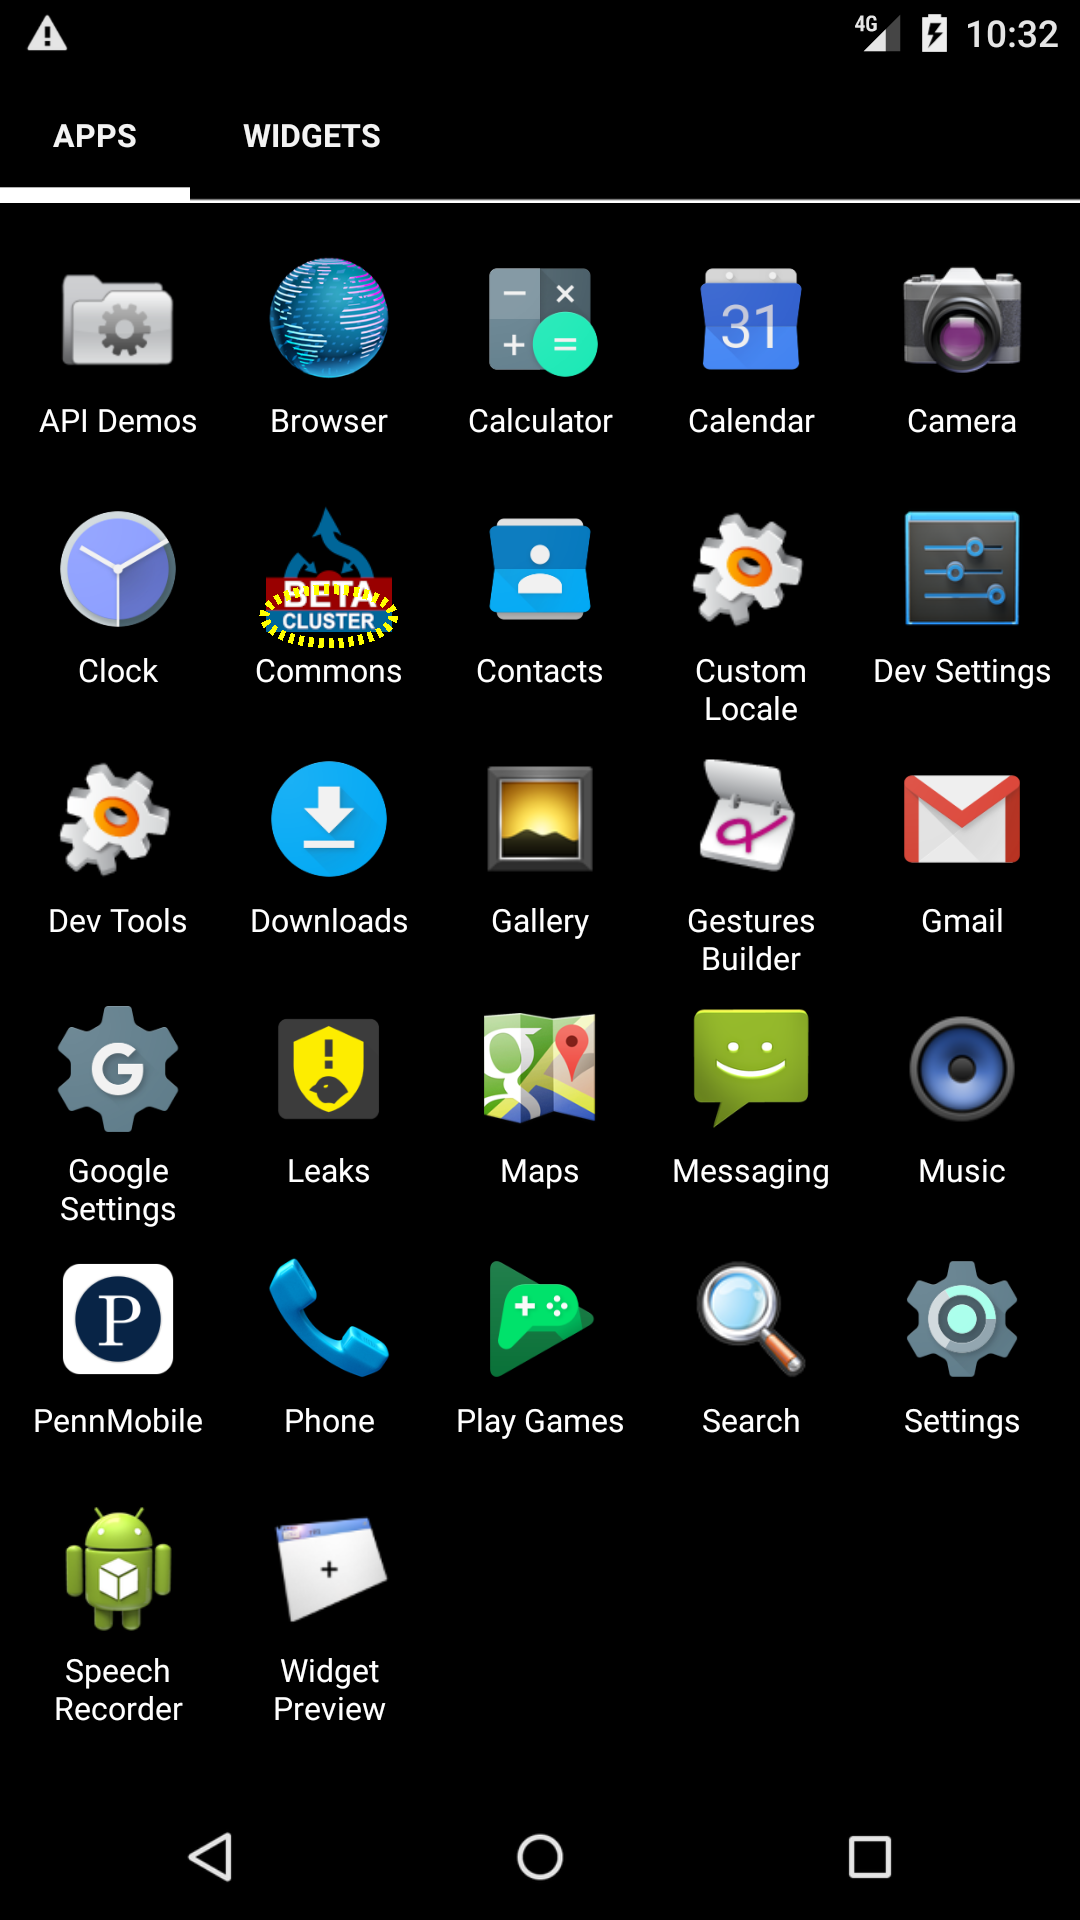 4G 10:32
APPS WIDGETS
31
API Demos Browser Calculator Calendar Camera
BETA
CLUSTER
Clock Commons Contacts Custom Dev Settings
Locale
Dev Tools Downloads Gallery Gestures Gmail
Builder
G g
Google Leaks Maps Messaging Music
Settings
P
PennMobile Phone Play Games Search Settings
Speech Widget
Recorder Preview